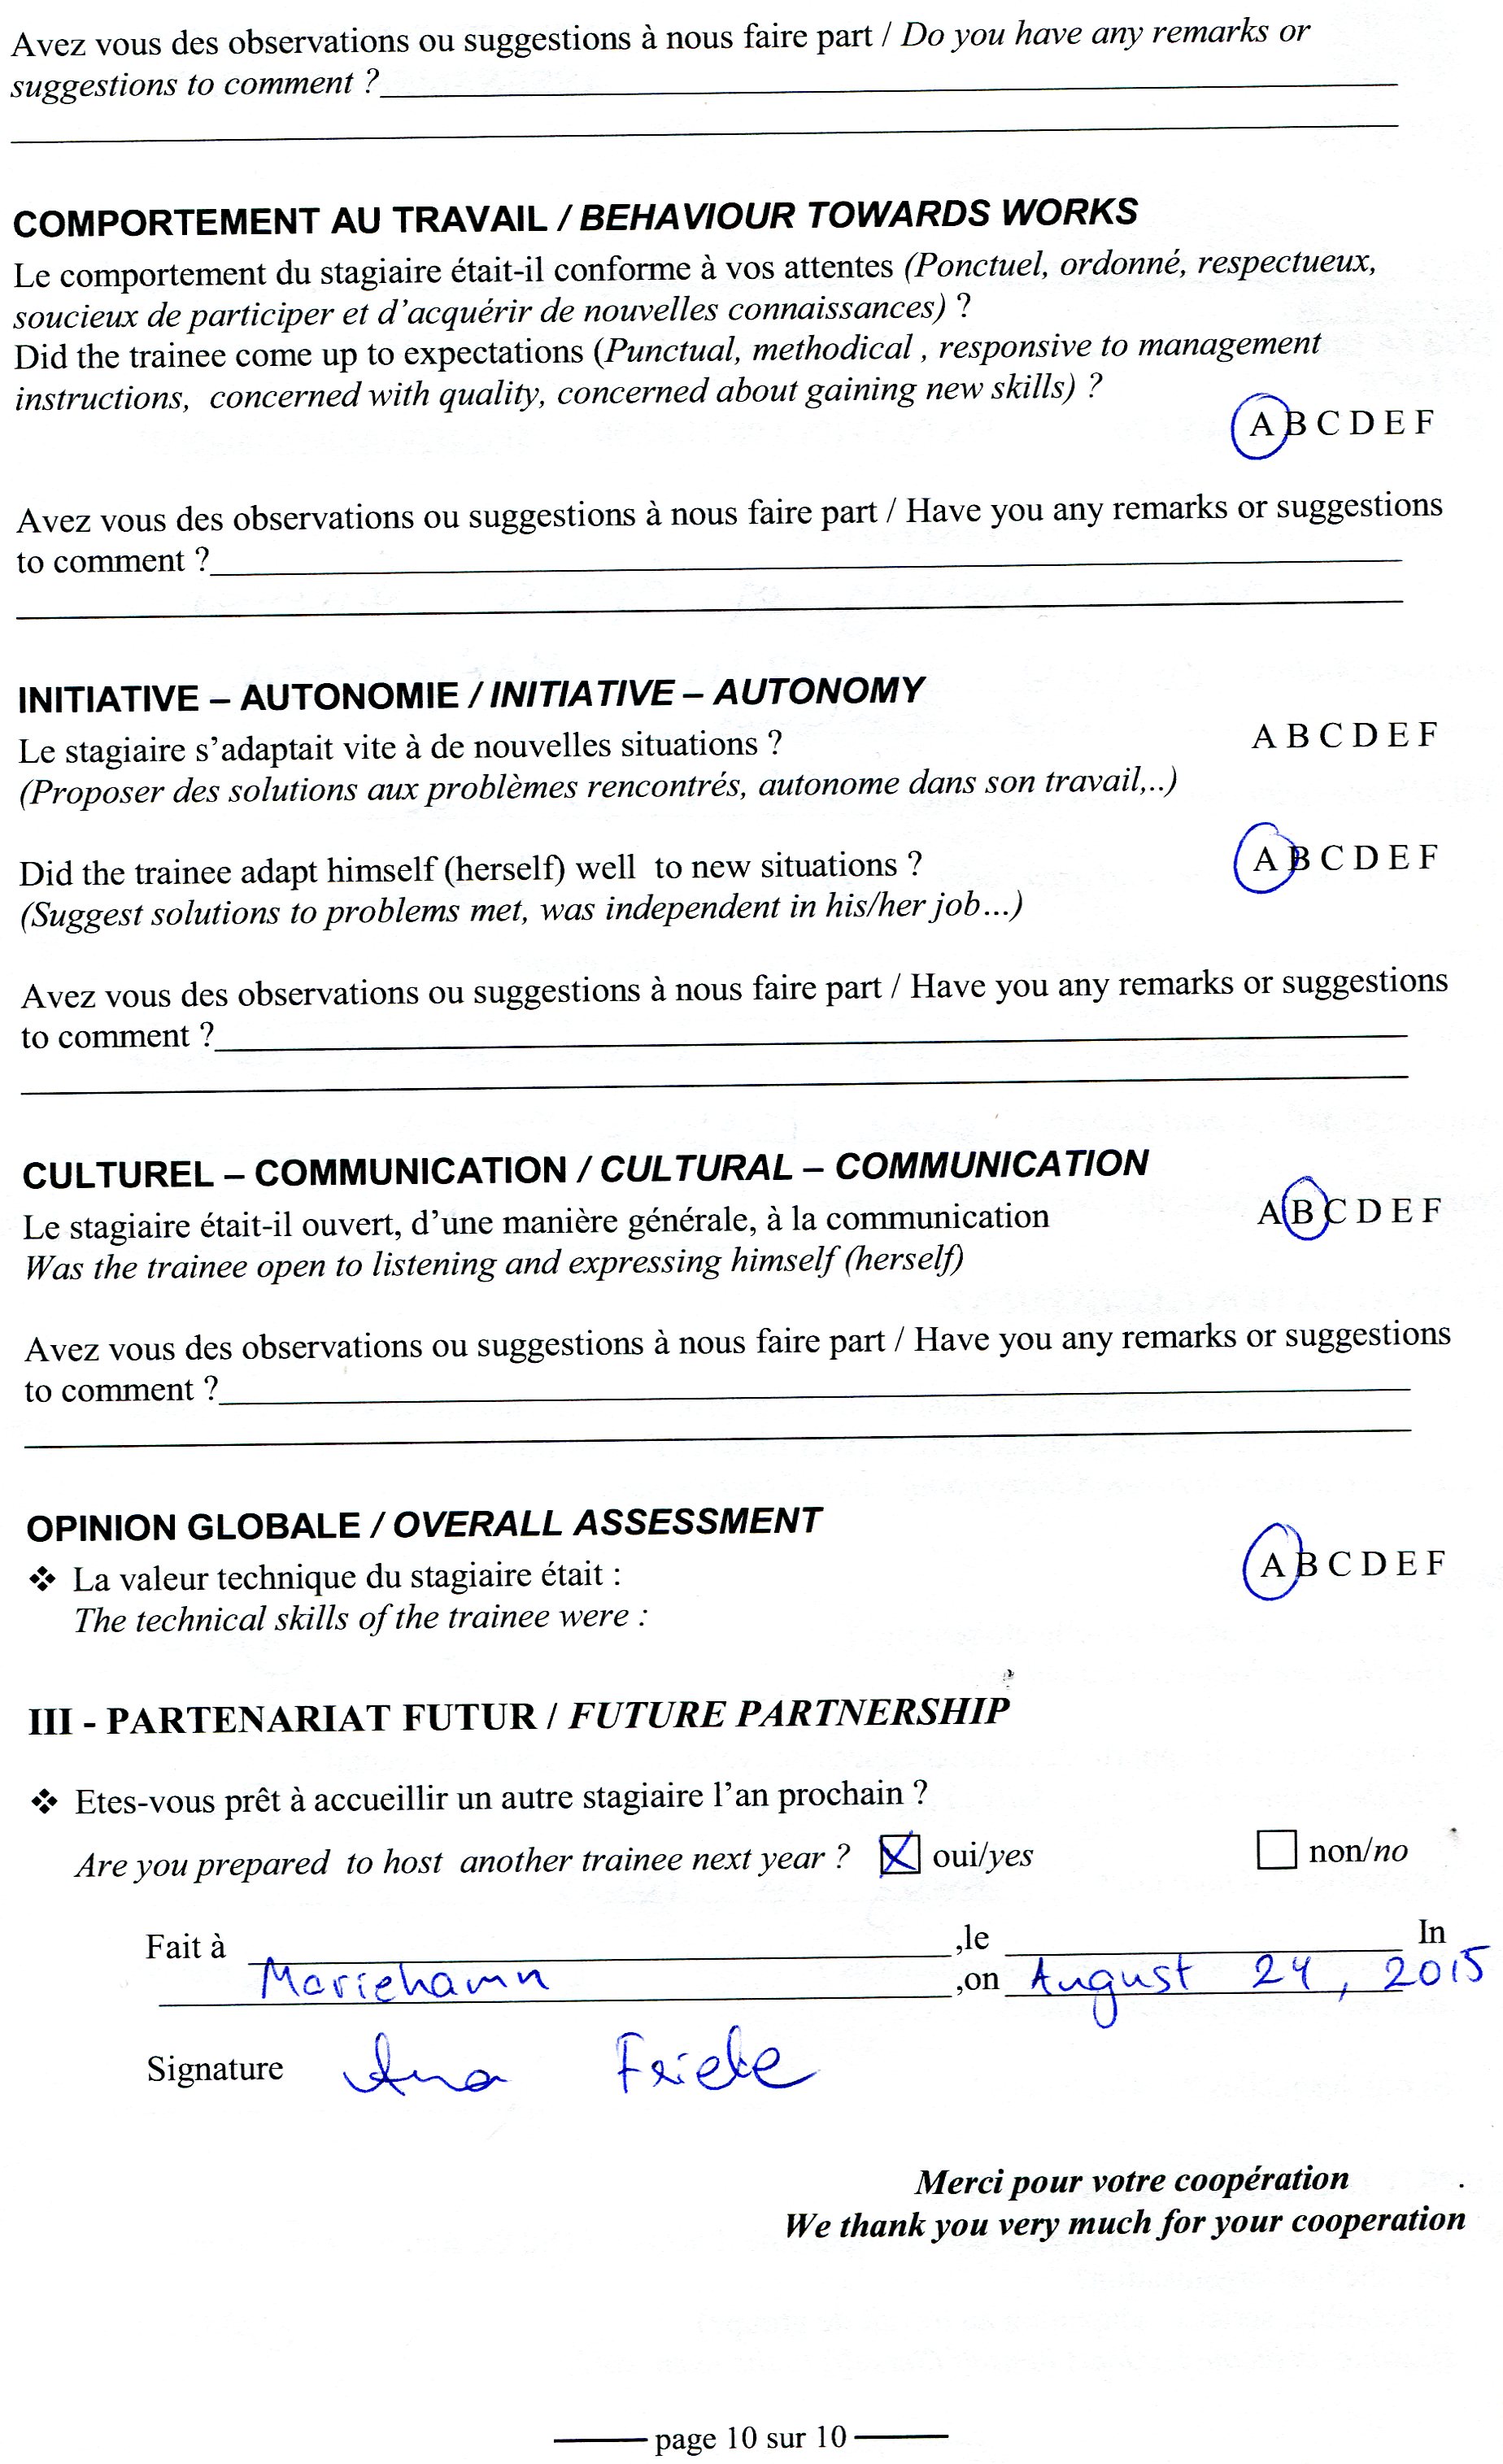 Avez vous des observations ou suggestions à nous faire part / Do you have any remarks or
suggestions to comment ?
COMPORTEMENT AU TRAVAIL / BEHAVIOUR TOWARDS WORKS
Le comportement du stagiaire était-il conforme à vos attentes (Ponctuel, ordonné, respectueux,
soucieux de participer et d'acquérir de nouvelles connaissances) ?
Did the trainee come up to expectations (Punctual, methodical , responsive to management
instructions, concerned with quality, concerned about gaining new skills) ?
A B C D E F
Avez vous des observations ou suggestions à nous faire part / Have you any remarks or suggestions
to comment ?
INITIATIVE – AUTONOMIE / INITIATIVE – AUTONOMY
Le stagiaire s'adaptait vite à de nouvelles situations ? A B C D E F
(Proposer des solutions aux problèmes rencontrés, autonome dans son travail,..)
Did the trainee adapt himself (herself) well to new situations ? A B C D E F
(Suggest solutions to problems met, was independent in his/her job...)
Avez vous des observations ou suggestions à nous faire part / Have you any remarks or suggestions
to comment ?
CULTUREL – COMMUNICATION / CULTURAL – COMMUNICATION
Le stagiaire était-il ouvert, d'une manière générale, à la communication A B C D E F
Was the trainee open to listening and expressing himself (herself)
Avez vous des observations ou suggestions à nous faire part / Have you any remarks or suggestions
to comment ?
OPINION GLOBALE / OVERALL ASSESSMENT
❖ La valeur technique du stagiaire était : A B C D E F
The technical skills of the trainee were :
III - PARTENARIAT FUTUR / FUTURE PARTNERSHIP
❖ Etes-vous prêt à accueillir un autre stagiaire l'an prochain ?
Are you prepared to host another trainee next year ? ☒ oui/yes ☐ non/no
Fait à ,le In
Mariehamn ,on August 24, 2015
Signature Ana
Merci pour votre coopération .
We thank you very much for your cooperation
page 10 sur 10